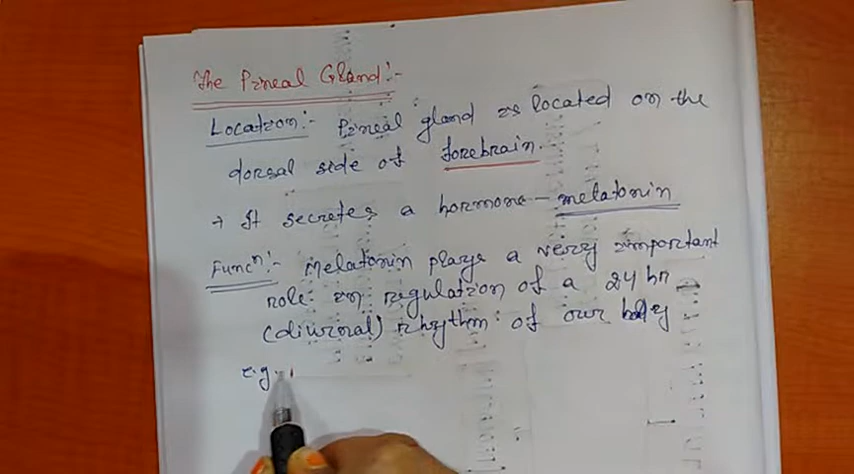 The Pineal Gland:-
Location:- Pineal gland is located on the
dorsal side of forebrain.
→ It secretes a hormone - melatonin
Funcⁿ:- Melatonin plays a very important
role in regulation of a 24 hr
(diurnal) rhythm of our body
e.g.